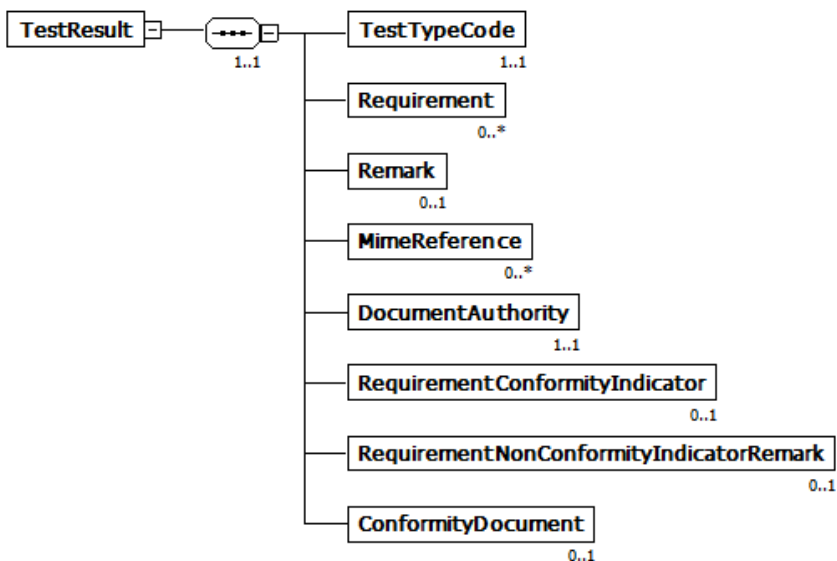 TestResult
1..1
TestTypeCode
1..1
Requirement
0..*
Remark
0..1
MimeReference
0..*
DocumentAuthority
1..1
RequirementConformityIndicator
0..1
RequirementNonConformityIndicatorRemark
0..1
ConformityDocument
0..1